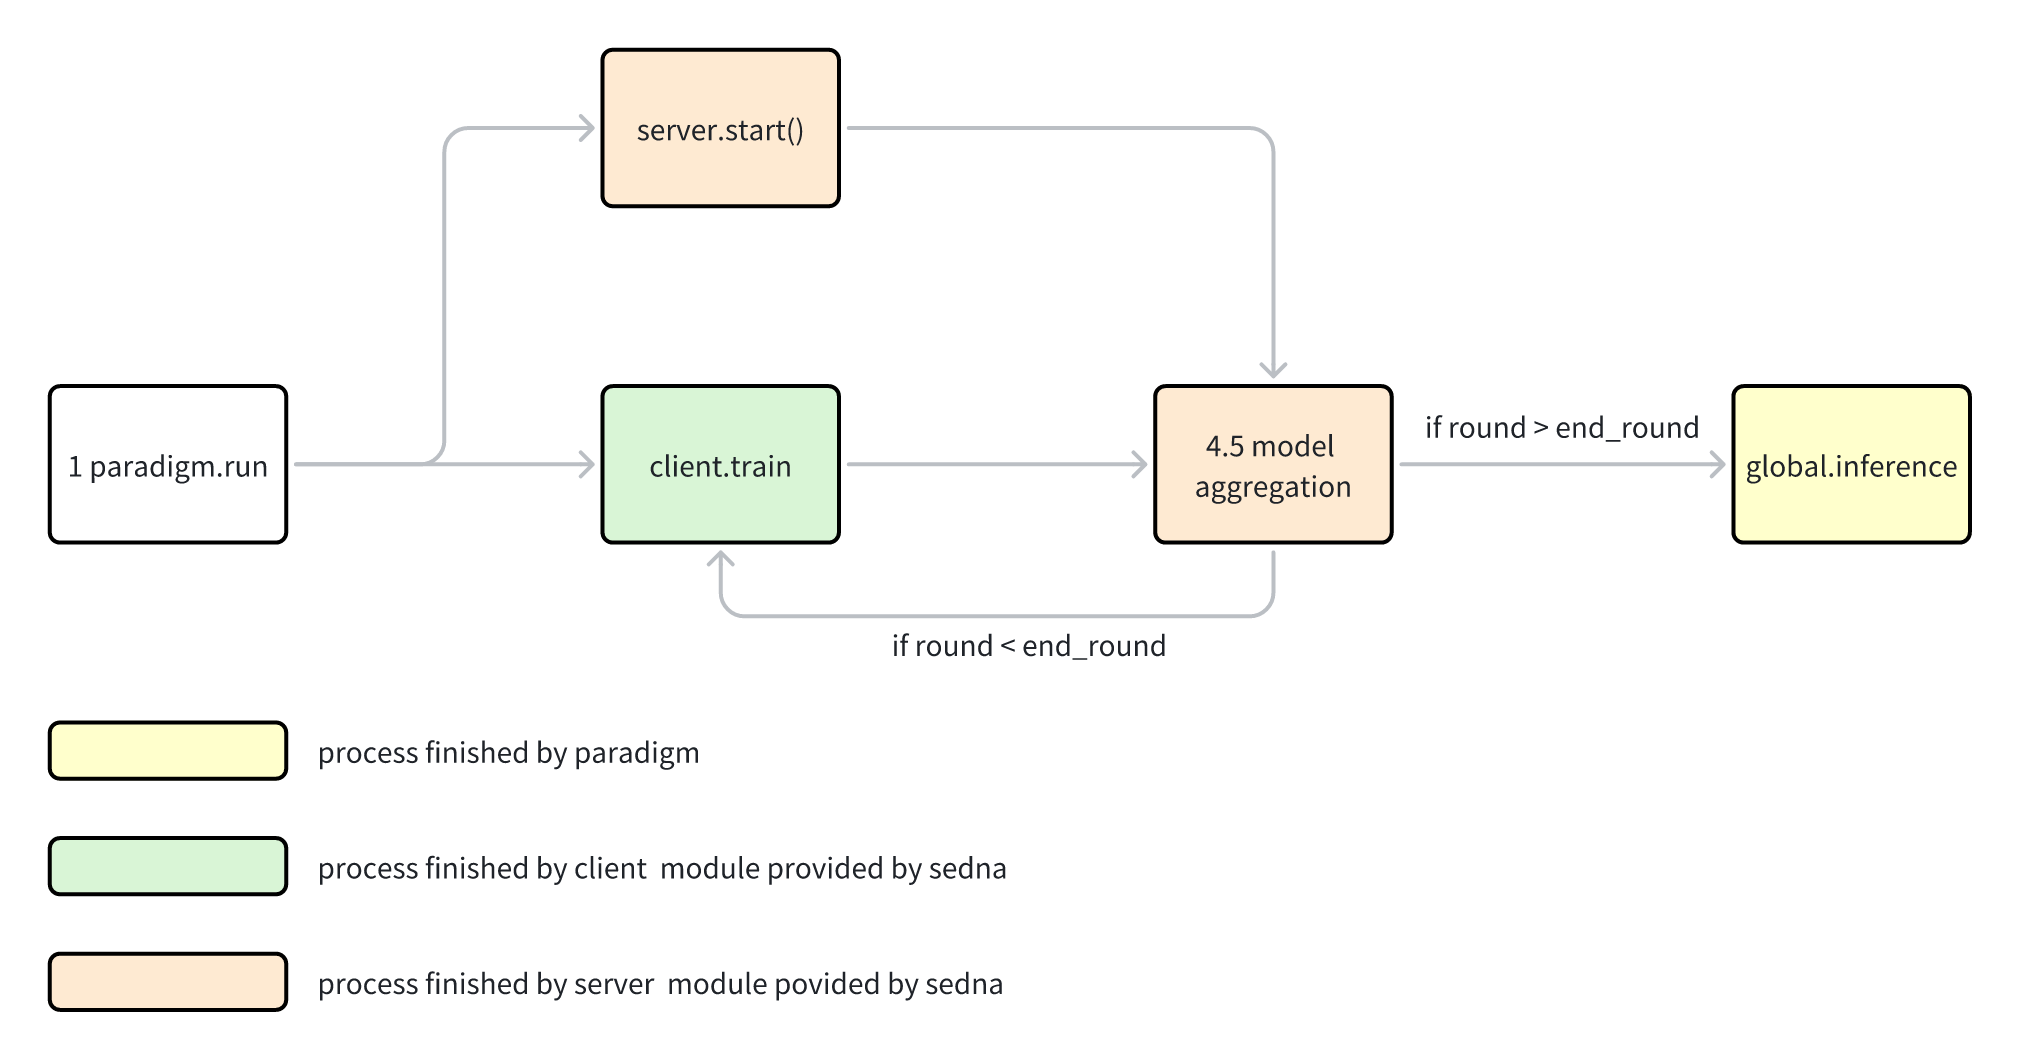 server.start()
1 paradigm.run
client.train
4.5 model
aggregation
if round > end_round
global.inference
if round < end_round
process finished by paradigm
process finished by client  module provided by sedna
process finished by server  module povided by sedna